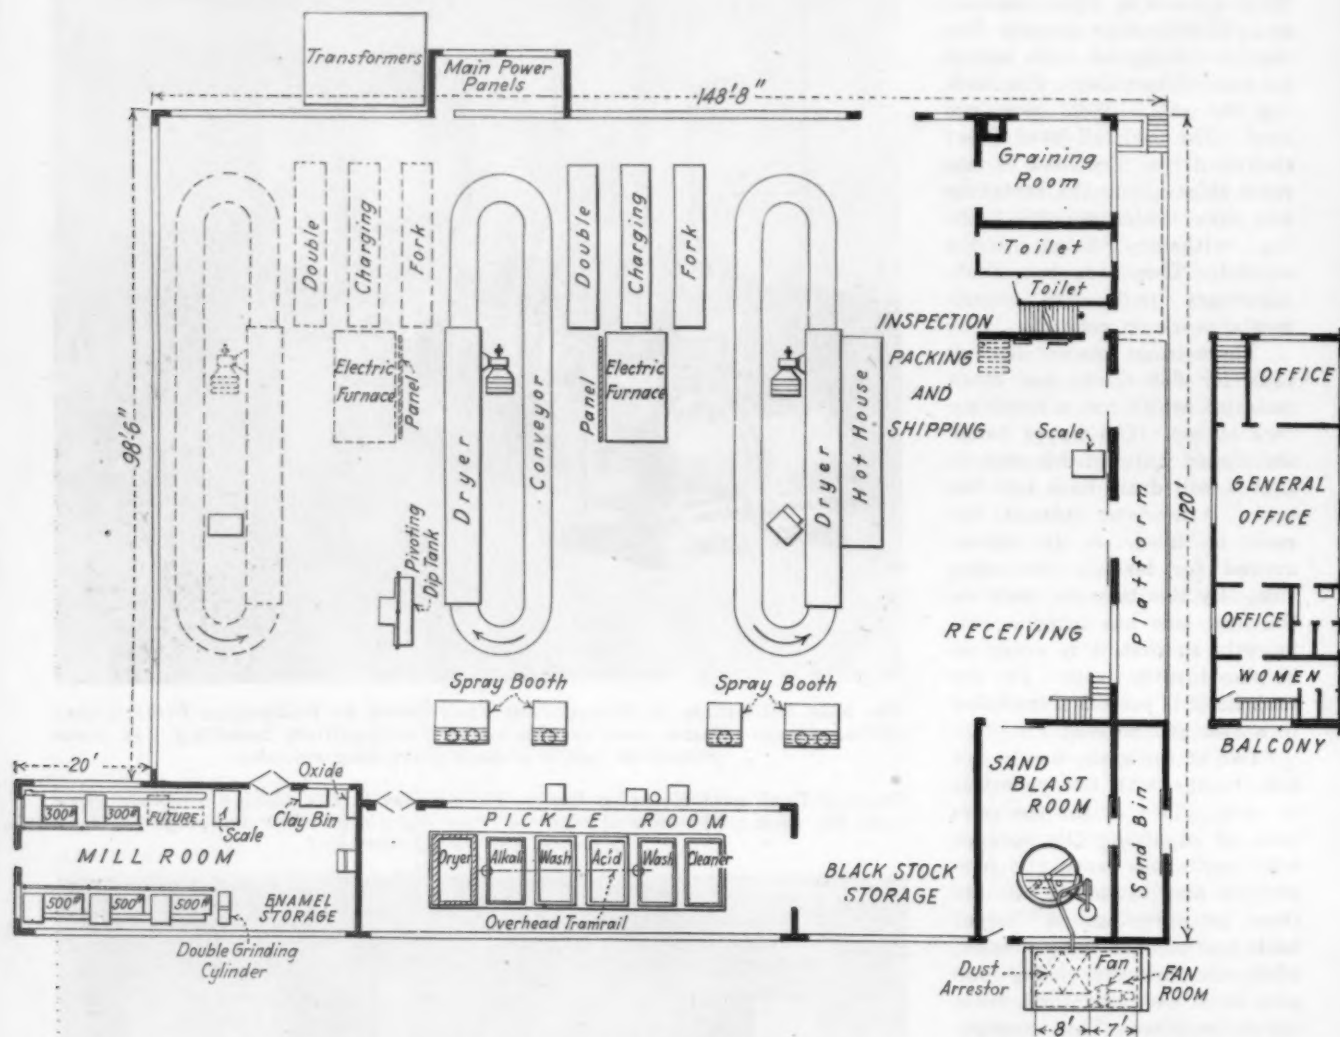 Transformers
Main Power
Panels
148'-8"
Graining
Room
Toilet
Toilet
Double
Charging
Fork
Double
Charging
Fork
INSPECTION
PACKING
AND
SHIPPING
Electric
Furnace
Panel
Dryer
Conveyor
Panel
Electric
Furnace
Dryer
Hot House
Scale
Platform
120'
98'-6"
OFFICE
GENERAL
OFFICE
OFFICE
WOMEN
BALCONY
Pivoting
Dip Tank
RECEIVING
Spray Booth
Spray Booth
20'
Oxide
Clay Bin
300#
300#
FUTURE
Scale
MILL ROOM
500#
500#
500#
ENAMEL
STORAGE
Double Grinding
Cylinder
PICKLE ROOM
Dryer
Alkali
Wash
Acid
Wash
Cleaner
Overhead Tramrail
BLACK STOCK
STORAGE
SAND
BLAST
ROOM
Sand Bin
Dust
Arrestor
Fan
FAN
ROOM
8'
7'